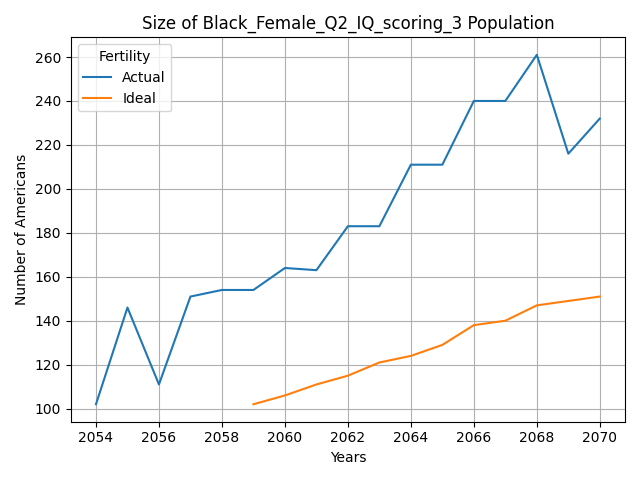 Size of Black_Female_Q2_IQ_scoring_3 Population
Fertility
Actual
Ideal
Number of Americans
260
240
220
200
180
160
140
120
100
2054 2056 2058 2060 2062 2064 2066 2068 2070
Years